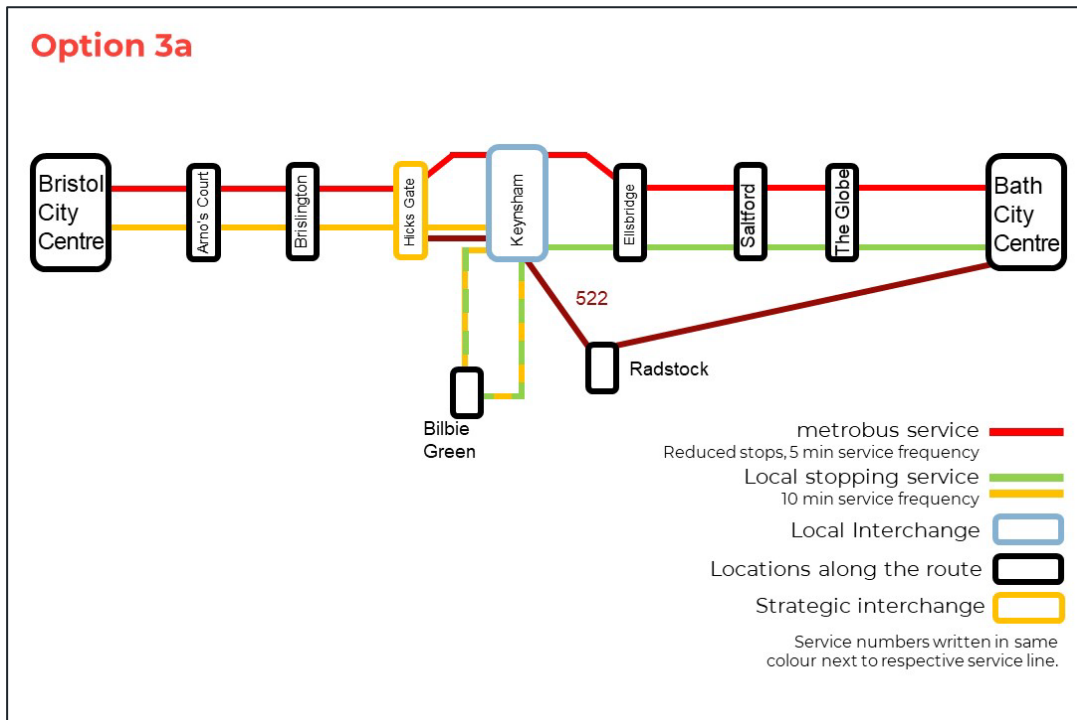 Option 3a
Bristol
City
Centre
Arno's Court
Brislington
Hicks Gate
Keynsham
Ellsbridge
Saltford
The Globe
Bath
City
Centre
522
Radstock
Bilbie
Green
metrobus service
Reduced stops, 5 min service frequency
Local stopping service
10 min service frequency
Local Interchange
Locations along the route
Strategic interchange
Service numbers written in same
colour next to respective service line.